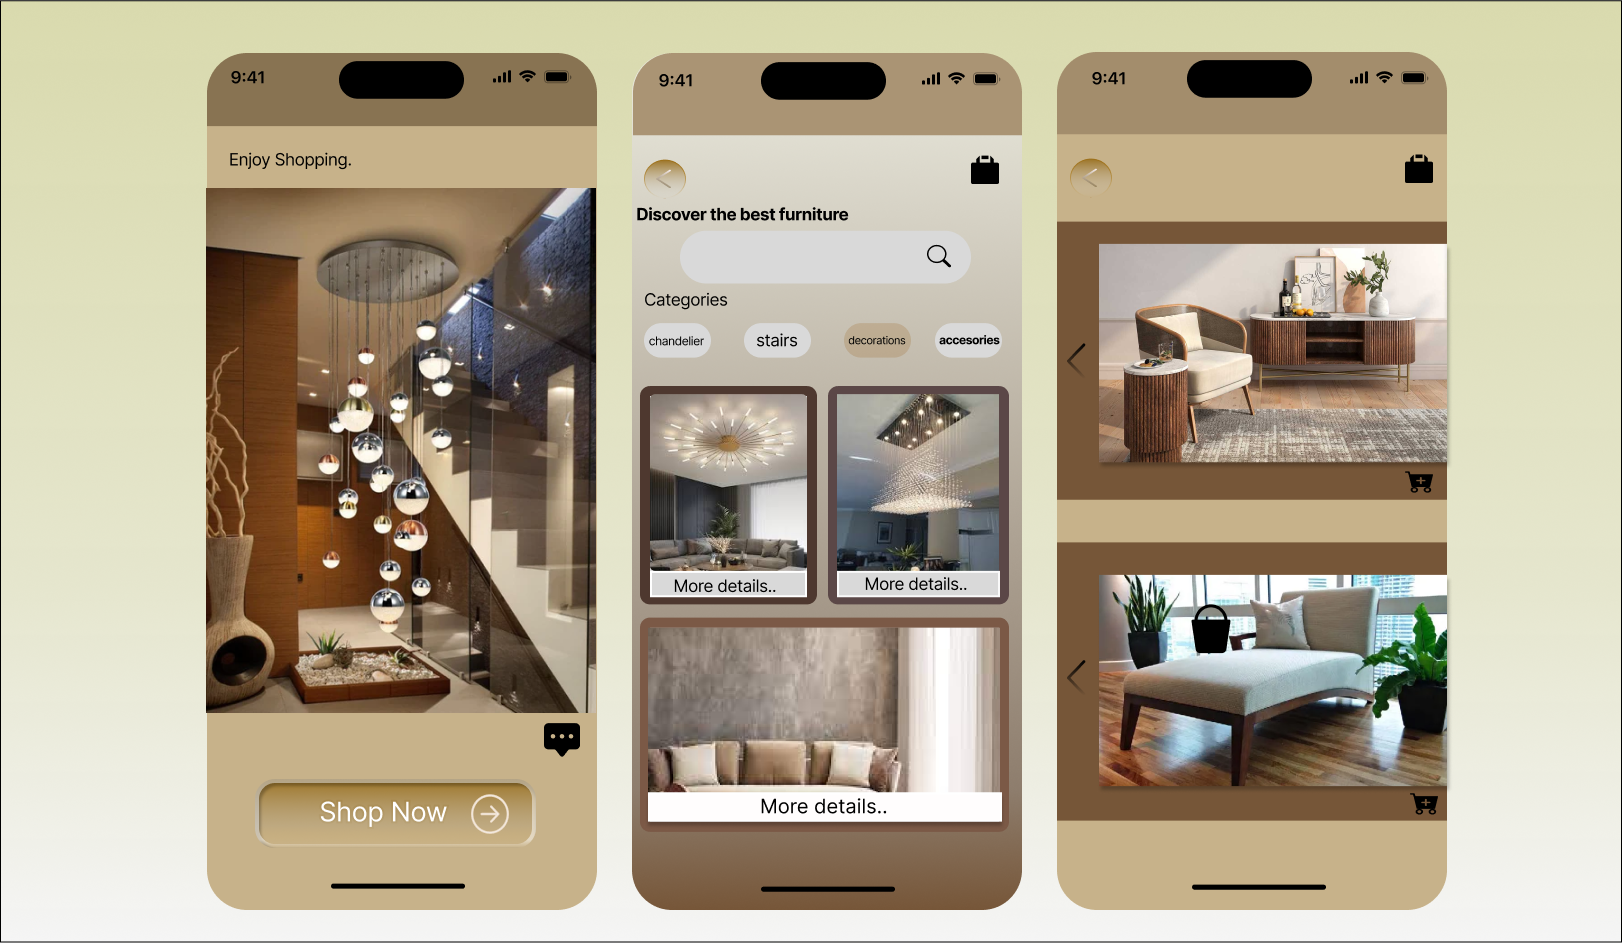 9:41
Enjoy Shopping.
Shop Now
9:41
Discover the best furniture
Categories
chandelier
stairs
decorations
accesories
More details..
More details..
More details..
9:41